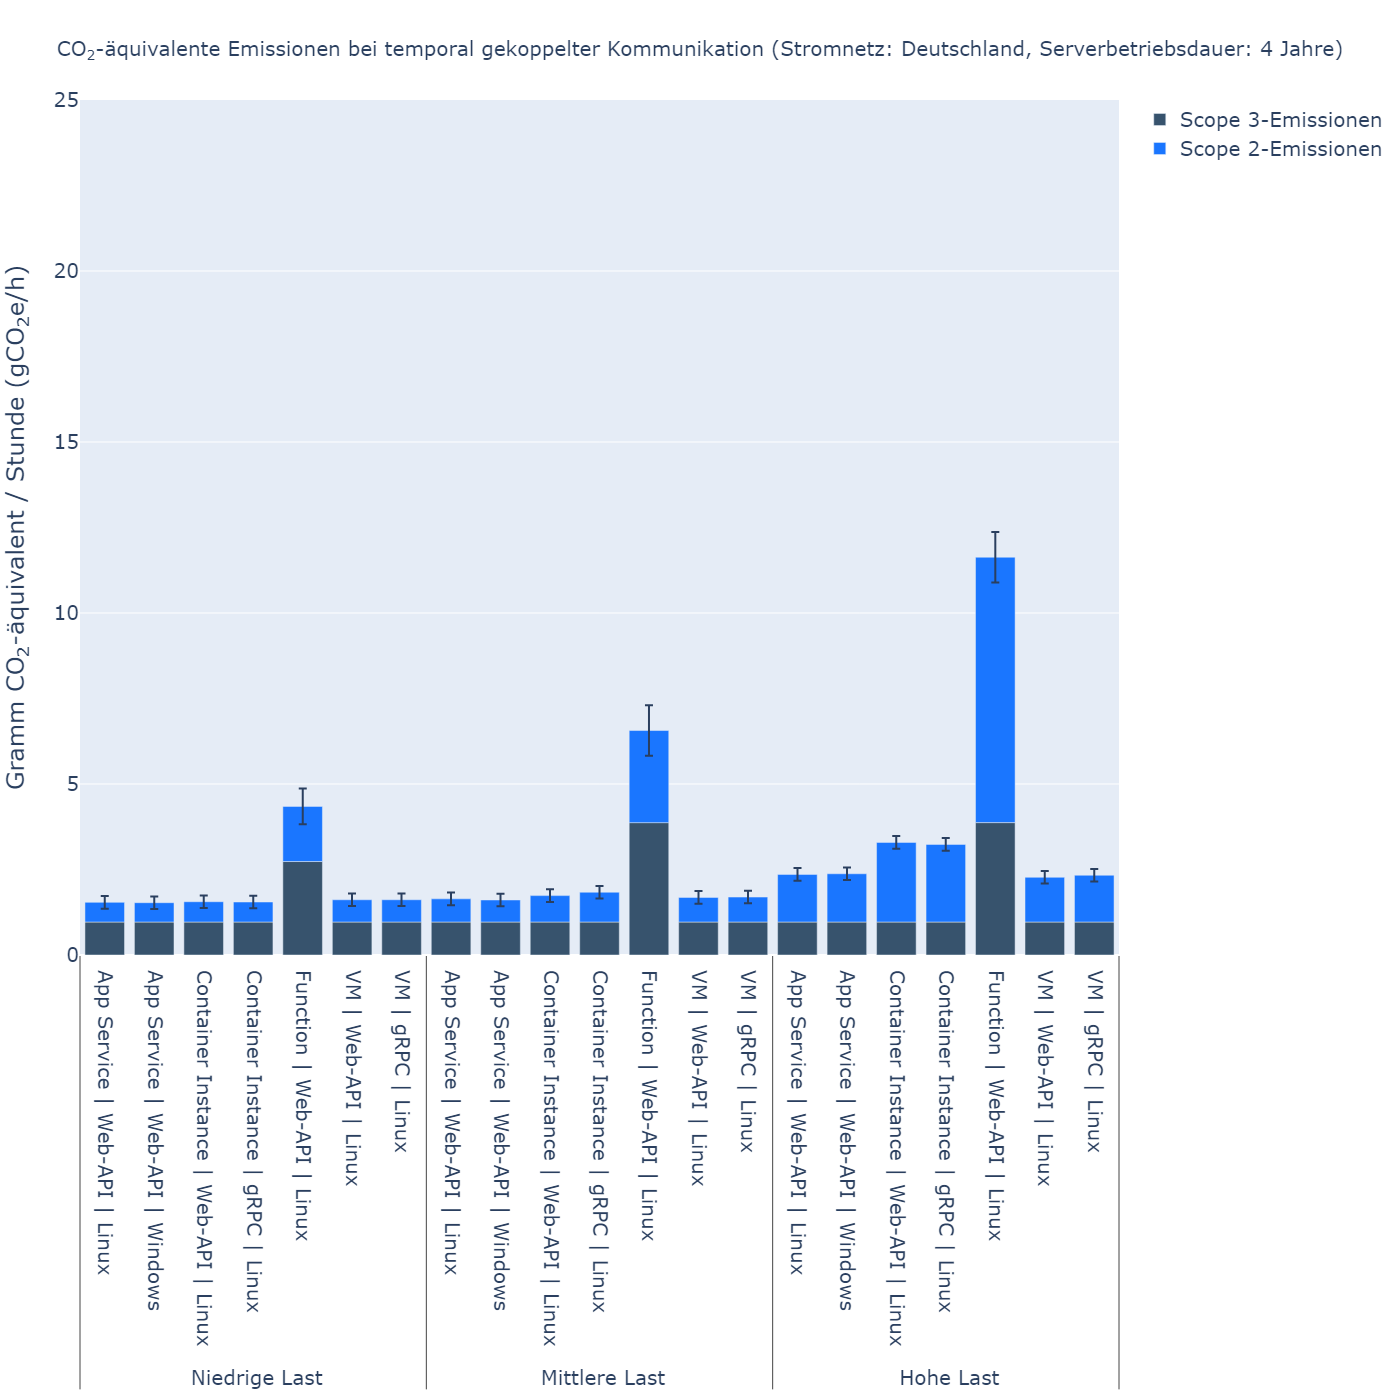 CO₂-äquivalente Emissionen bei temporal gekoppelter Kommunikation (Stromnetz: Deutschland, Serverbetriebsdauer: 4 Jahre)
Scope 3-Emissionen
Scope 2-Emissionen
Gramm CO₂-äquivalent / Stunde (gCO₂e/h)
25
20
15
10
5
0
App Service | Web-API | Linux
App Service | Web-API | Windows
Container Instance | Web-API | Linux
Container Instance | gRPC | Linux
Function | Web-API | Linux
VM | Web-API | Linux
VM | gRPC | Linux
App Service | Web-API | Linux
App Service | Web-API | Windows
Container Instance | Web-API | Linux
Container Instance | gRPC | Linux
Function | Web-API | Linux
VM | Web-API | Linux
VM | gRPC | Linux
App Service | Web-Ax | Linux
App Service | Web-API | Windows
Container Instance | Web-API | Linux
Container Instance | gRPC | Linux
Function | Web-API | Linux
VM | Web-API | Linux
VM | gRPC | Linux
Niedrige Last
Mittlere Last
Hohe Last